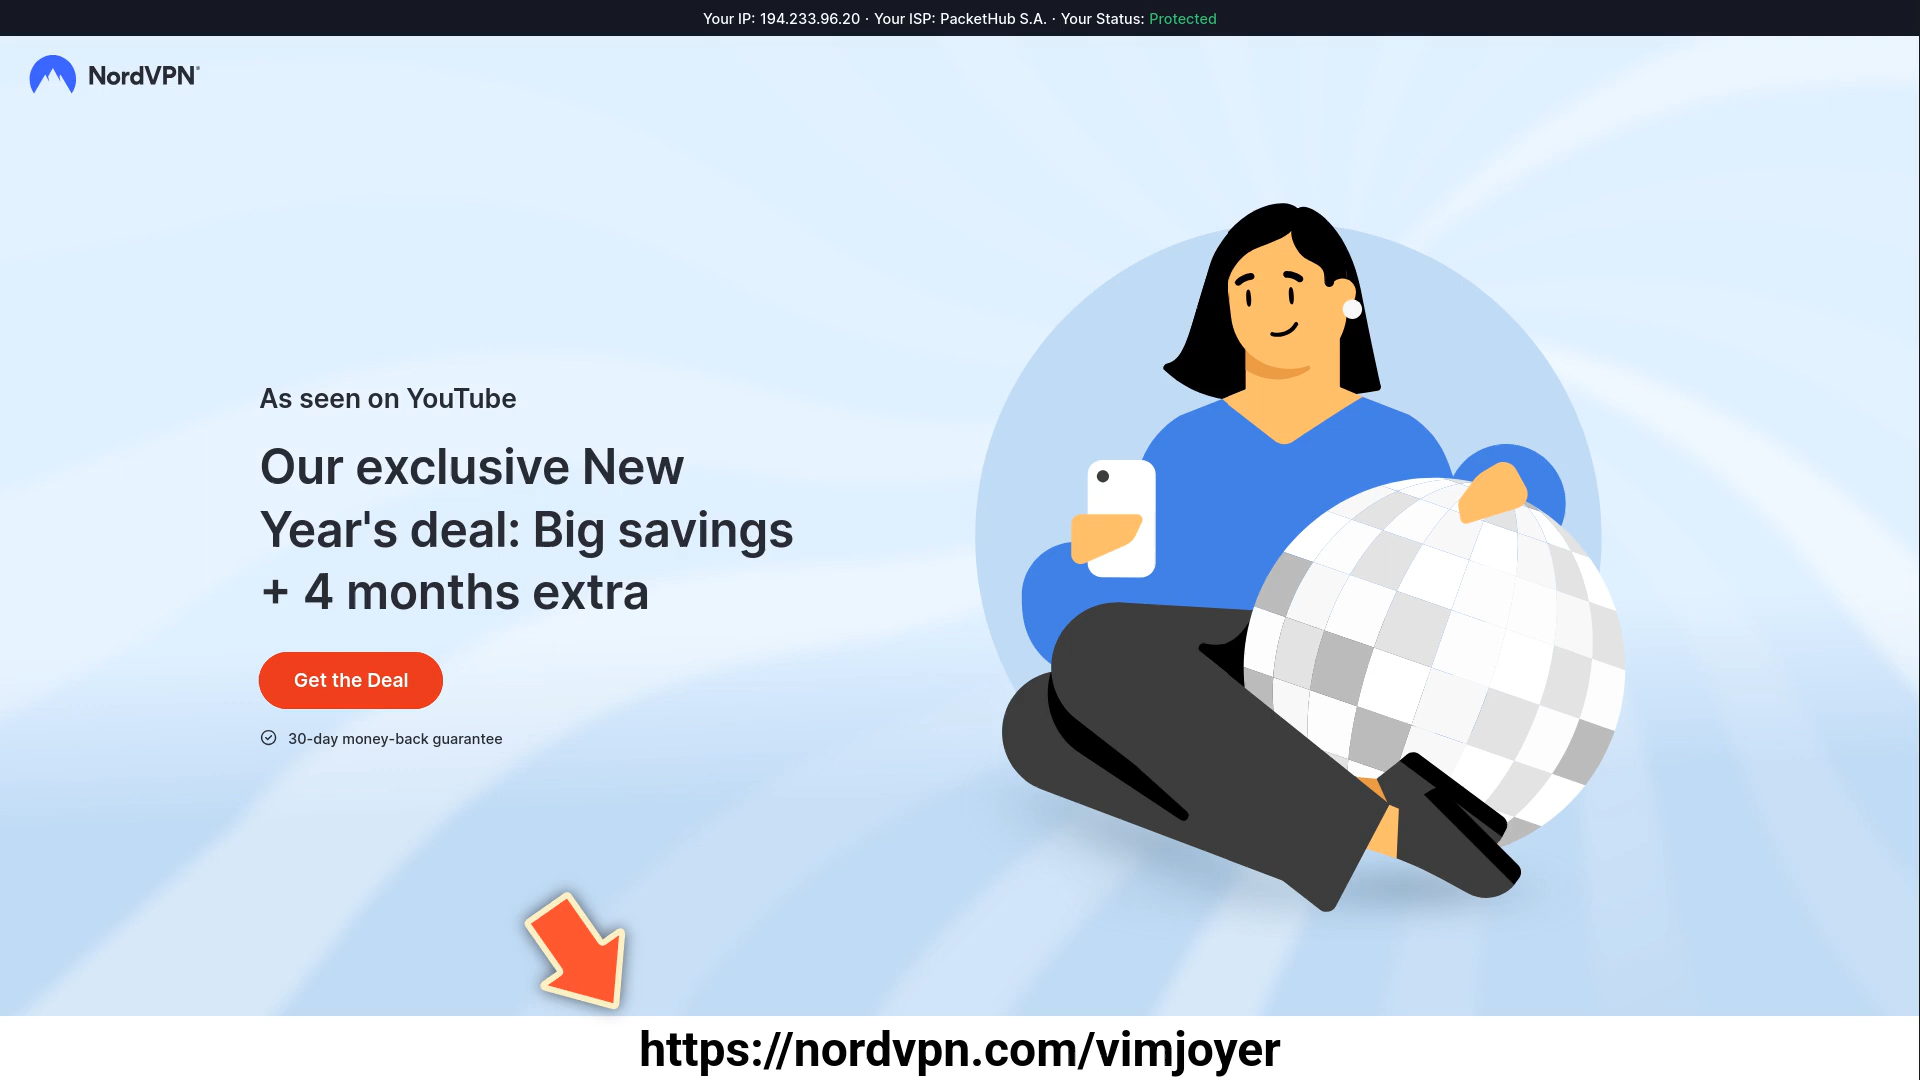 Your IP: 194.233.96.20 · Your ISP: PacketHub S.A. · Your Status: Protected
NordVPN®
As seen on YouTube
Our exclusive New
Year's deal: Big savings
+ 4 months extra
Get the Deal
30-day money-back guarantee
https://nordvpn.com/vimjoyer